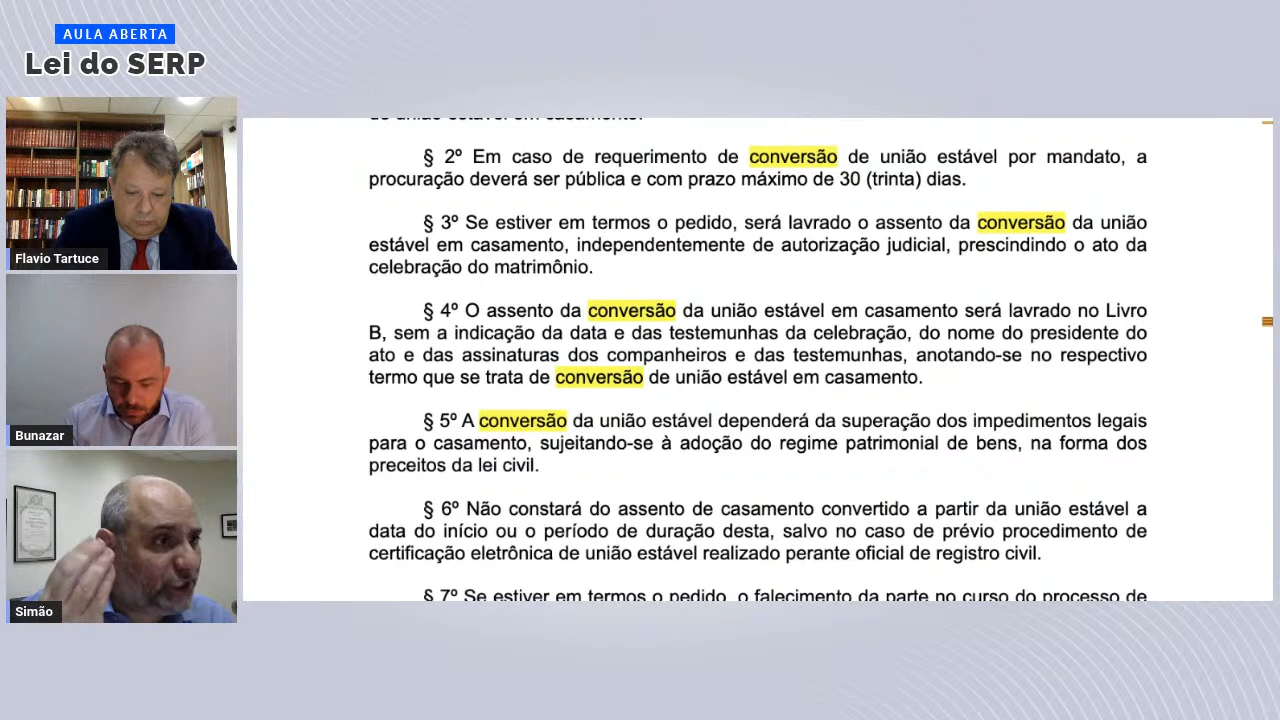 AULA ABERTA
Lei do SERP
Flavio Tartuce
Bunazar
Simão
de união estável em casamento.
§ 2º Em caso de requerimento de conversão de união estável por mandato, a
procuração deverá ser pública e com prazo máximo de 30 (trinta) dias.
§ 3º Se estiver em termos o pedido, será lavrado o assento da conversão da união
estável em casamento, independentemente de autorização judicial, prescindindo o ato da
celebração do matrimônio.
§ 4º O assento da conversão da união estável em casamento será lavrado no Livro
B, sem a indicação da data e das testemunhas da celebração, do nome do presidente do
ato e das assinaturas dos companheiros e das testemunhas, anotando-se no respectivo
termo que se trata de conversão de união estável em casamento.
§ 5º A conversão da união estável dependerá da superação dos impedimentos legais
para o casamento, sujeitando-se à adoção do regime patrimonial de bens, na forma dos
preceitos da lei civil.
§ 6º Não constará do assento de casamento convertido a partir da união estável a
data do início ou o período de duração desta, salvo no caso de prévio procedimento de
certificação eletrônica de união estável realizado perante oficial de registro civil.
§ 7º Se estiver em termos o pedido, o falecimento da parte no curso do processo de